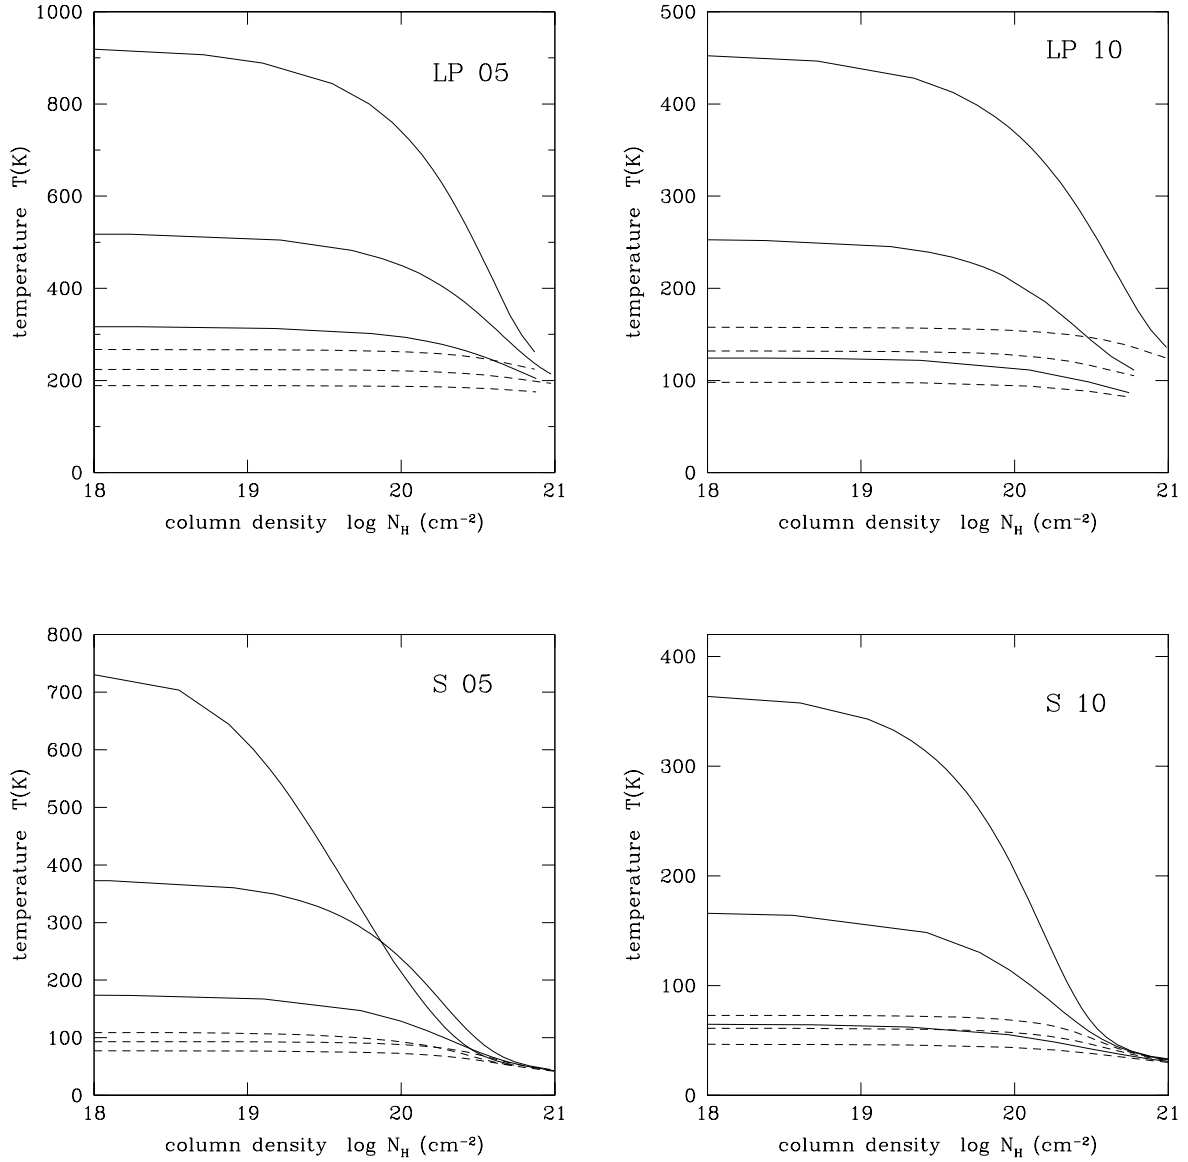 1000
800
600
400
200
0
temperature T(K)
LP 05
18 19 20 21
column density log N_H (cm⁻²)
500
400
300
200
100
0
temperature T(K)
LP 10
18 19 20 21
column density log N_H (cm⁻²)
800
700
600
500
400
300
200
100
0
temperature T(K)
S 05
18 19 20 21
column density log N_H (cm⁻²)
400
300
200
100
0
temperature T(K)
S 10
18 19 20 21
column density log N_H (cm⁻²)